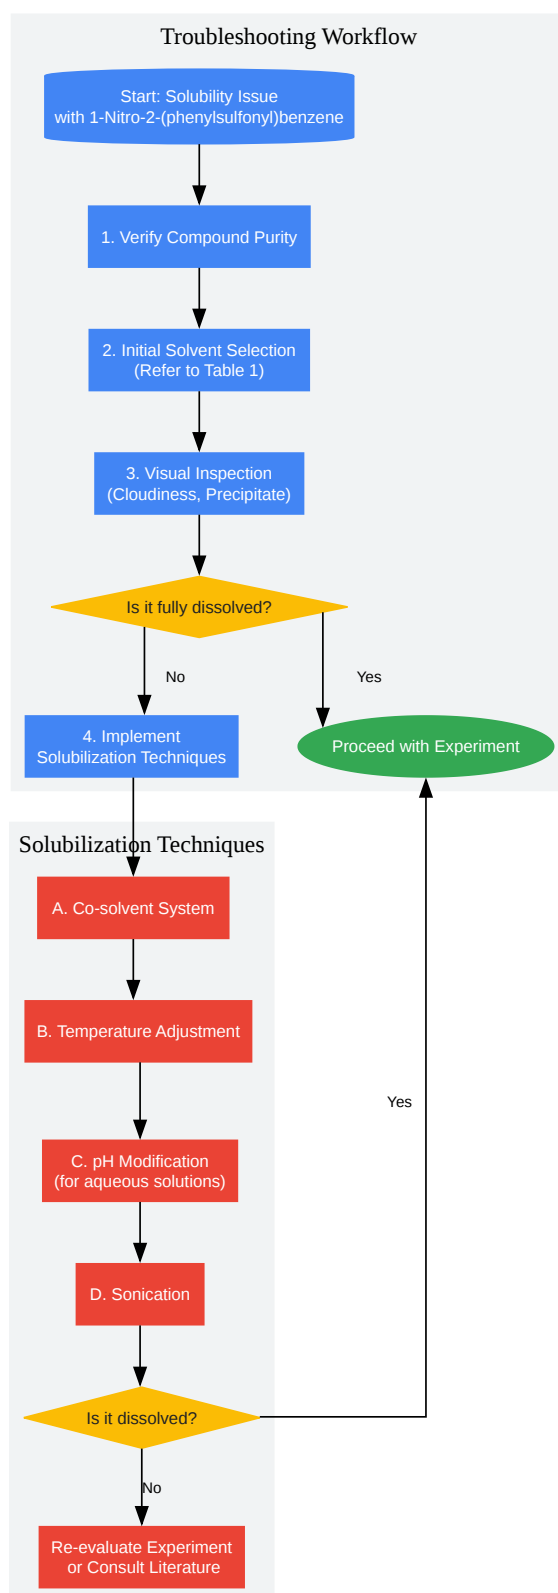 Troubleshooting Workflow
Start: Solubility Issue
with 1-Nitro-2-(phenylsulfonyl)benzene
1. Verify Compound Purity
2. Initial Solvent Selection
(Refer to Table 1)
3. Visual Inspection
(Cloudiness, Precipitate)
Is it fully dissolved?
No
Yes
4. Implement
Solubilization Techniques
Proceed with Experiment
Solubilization Techniques
A. Co-solvent System
B. Temperature Adjustment
Yes
C. pH Modification
(for aqueous solutions)
D. Sonication
Is it dissolved?
No
Re-evaluate Experiment
or Consult Literature